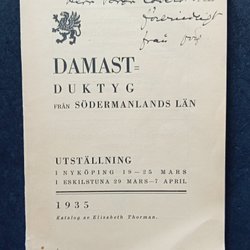 DAMAST=
DUKTYG
FRÅN SÖDERMANLANDS LÄN
UTSTÄLLNING
I NYKÖPING 19-25 MARS
I ESKILSTUNA 29 MARS-7 APRIL
1935
Katalog av Elisabeth Thorman.